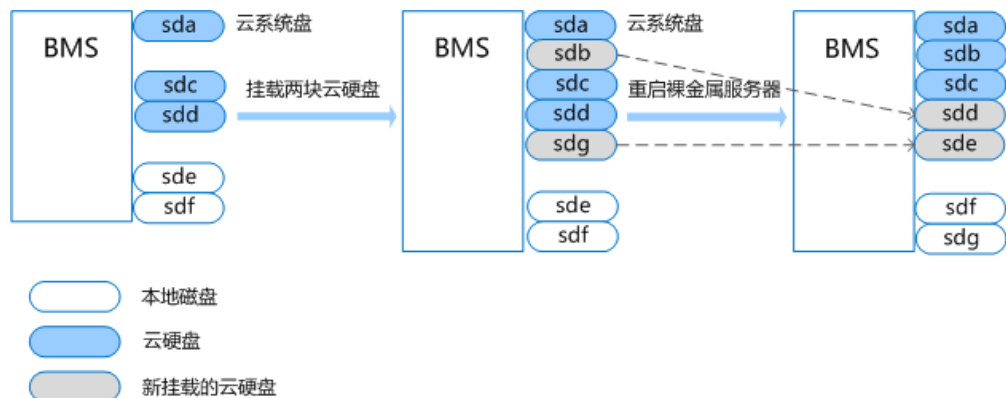 BMS
sda
云系统盘
sdc
sdd
sde
sdf
挂载两块云硬盘
BMS
sda
云系统盘
sdb
sdc
sdd
sdg
sde
sdf
重启裸金属服务器
BMS
sda
sdb
sdc
sdd
sde
sdf
sdg
本地磁盘
云硬盘
新挂载的云硬盘